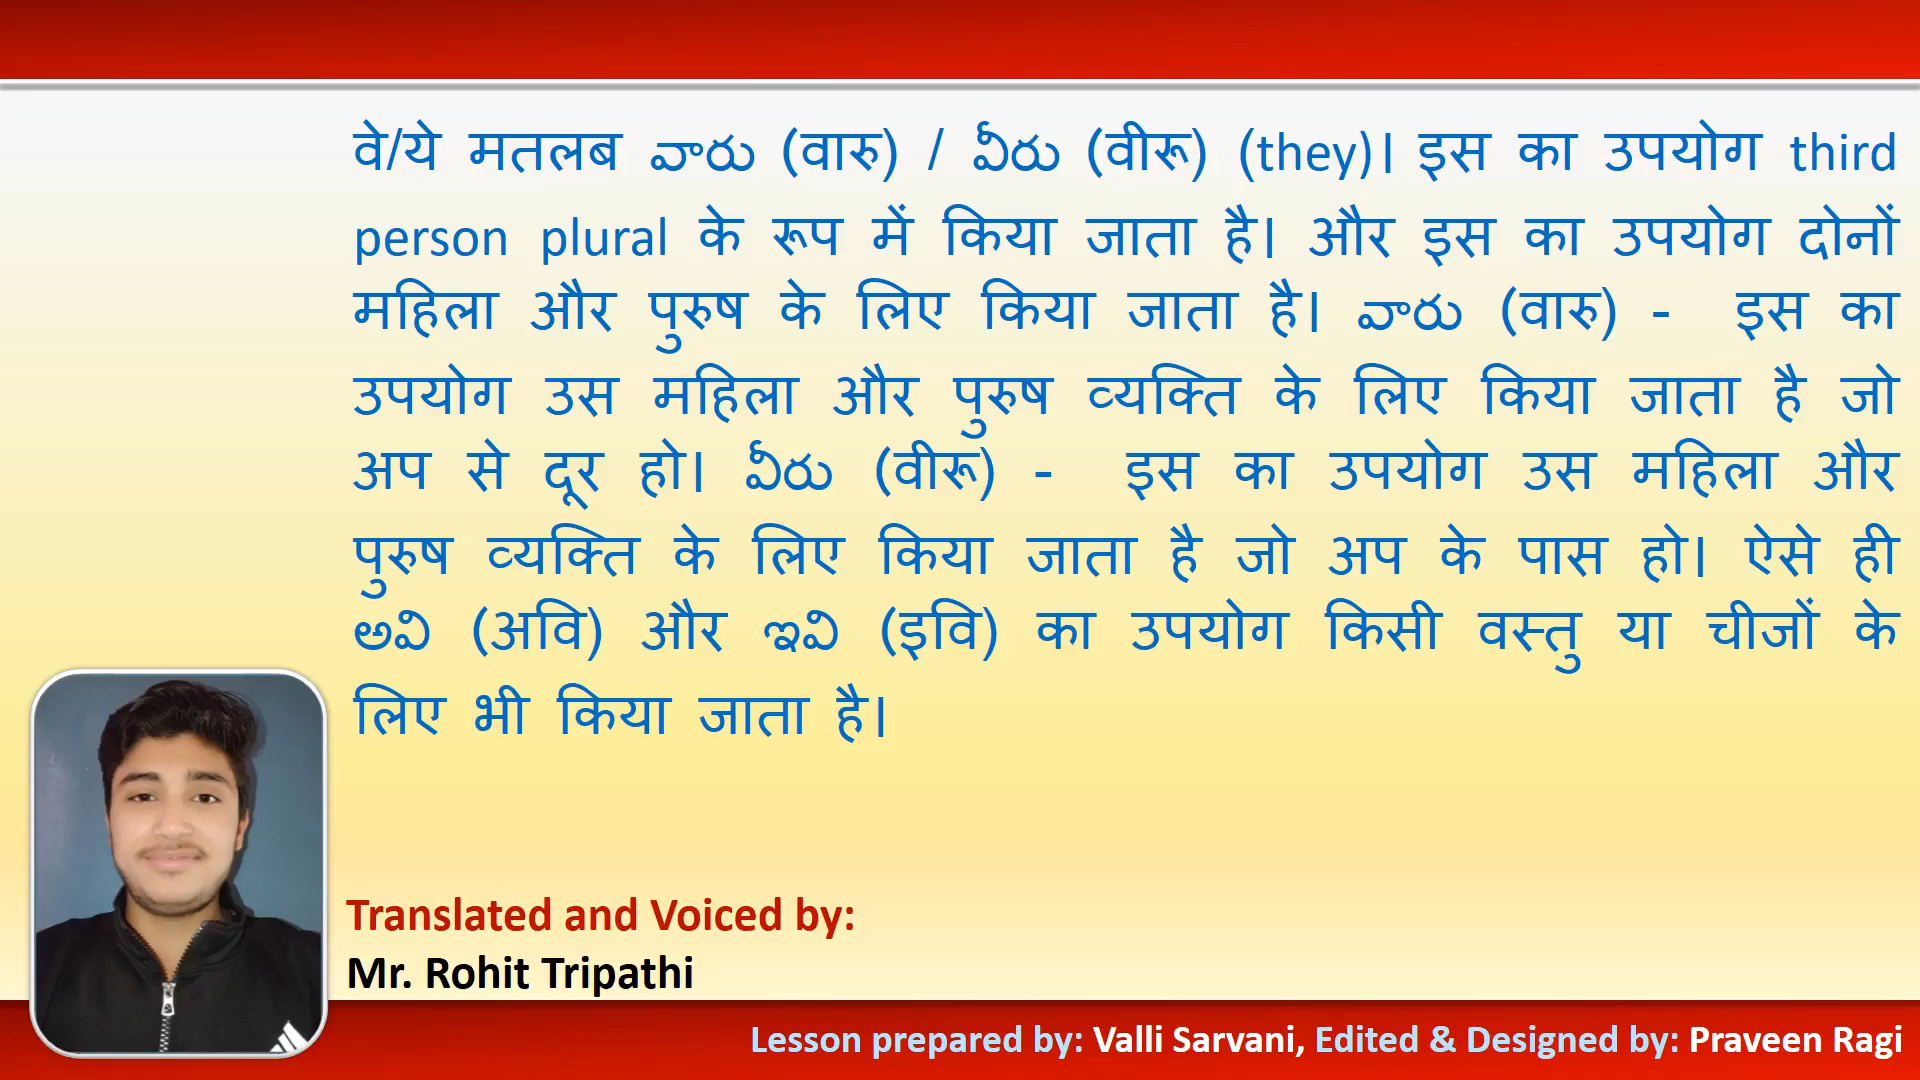 वे/ये मतलब వారు (वारु) / వీరు (वीरू) (they)। इस का उपयोग third
person plural के रूप में किया जाता है। और इस का उपयोग दोनों
महिला और पुरुष के लिए किया जाता है। వారు (वारु) - इस का
उपयोग उस महिला और पुरुष व्यक्ति के लिए किया जाता है जो
अप से दूर हो। వీరు (वीरू) - इस का उपयोग उस महिला और
पुरुष व्यक्ति के लिए किया जाता है जो अप के पास हो। ऐसे ही
అవి (अवि) और ఇవి (इवि) का उपयोग किसी वस्तु या चीजों के
लिए भी किया जाता है।
Translated and Voiced by:
Mr. Rohit Tripathi
Lesson prepared by: Valli Sarvani, Edited & Designed by: Praveen Ragi